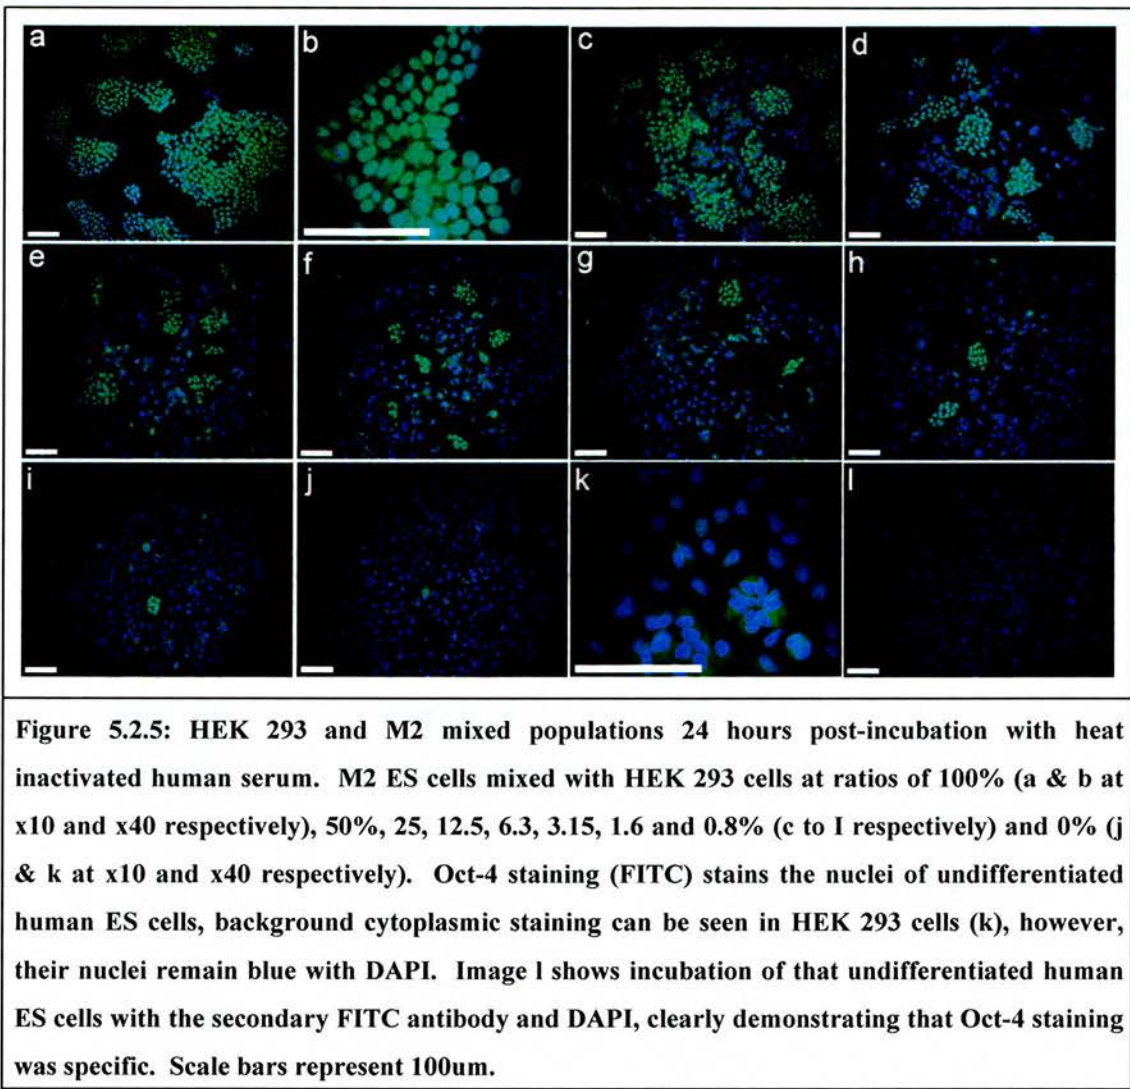 a b c d
e f g h
i j k l
Figure 5.2.5: HEK 293 and M2 mixed populations 24 hours post-incubation with heat
inactivated human serum. M2 ES cells mixed with HEK 293 cells at ratios of 100% (a & b at
x10 and x40 respectively), 50%, 25, 12.5, 6.3, 3.15, 1.6 and 0.8% (c to I respectively) and 0% (j
& k at x10 and x40 respectively). Oct-4 staining (FITC) stains the nuclei of undifferentiated
human ES cells, background cytoplasmic staining can be seen in HEK 293 cells (k), however,
their nuclei remain blue with DAPI. Image l shows incubation of that undifferentiated human
ES cells with the secondary FITC antibody and DAPI, clearly demonstrating that Oct-4 staining
was specific. Scale bars represent 100um.